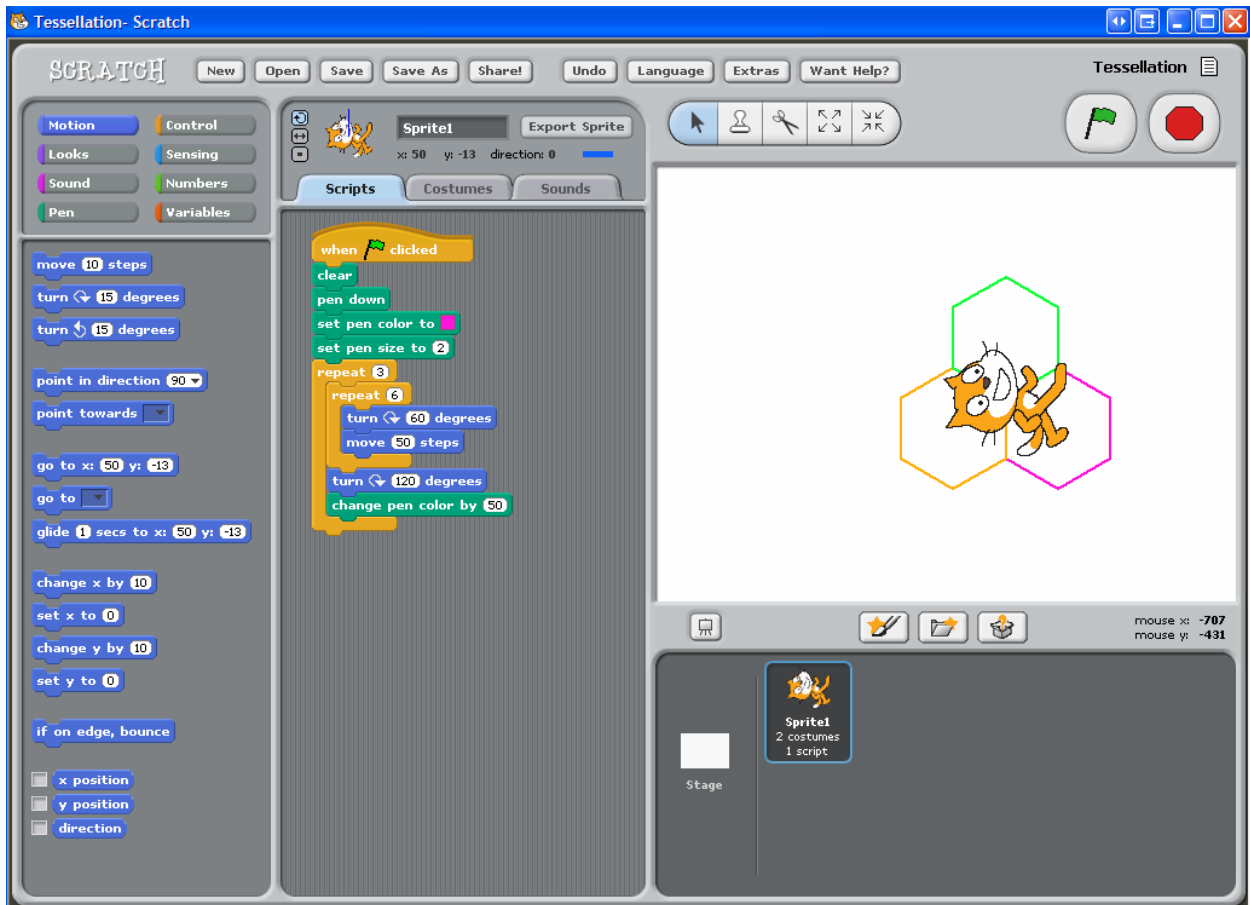 Tessellation- Scratch
SCRATCH New Open Save Save As Share! Undo Language Extras Want Help? Tessellation
Motion Control
Looks Sensing
Sound Numbers
Pen Variables
move 10 steps
turn 15 degrees
turn 15 degrees
point in direction 90
point towards
go to x: 50 y: -13
go to
glide 1 secs to x: 50 y: -13
change x by 10
set x to 0
change y by 10
set y to 0
if on edge, bounce
x position
y position
direction
Sprite1 Export Sprite
x: 50 y: -13 direction: 0
Scripts Costumes Sounds
when clicked
clear
pen down
set pen color to
set pen size to 2
repeat 3
repeat 6
turn 60 degrees
move 50 steps
turn 120 degrees
change pen color by 50
mouse x: -707
mouse y: -431
Sprite1
2 costumes
1 script
Stage